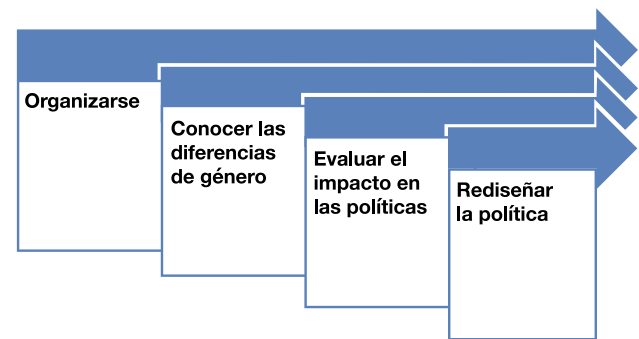 Organizarse
Conocer las
diferencias
de género
Evaluar el
impacto en
las políticas
Rediseñar
la política